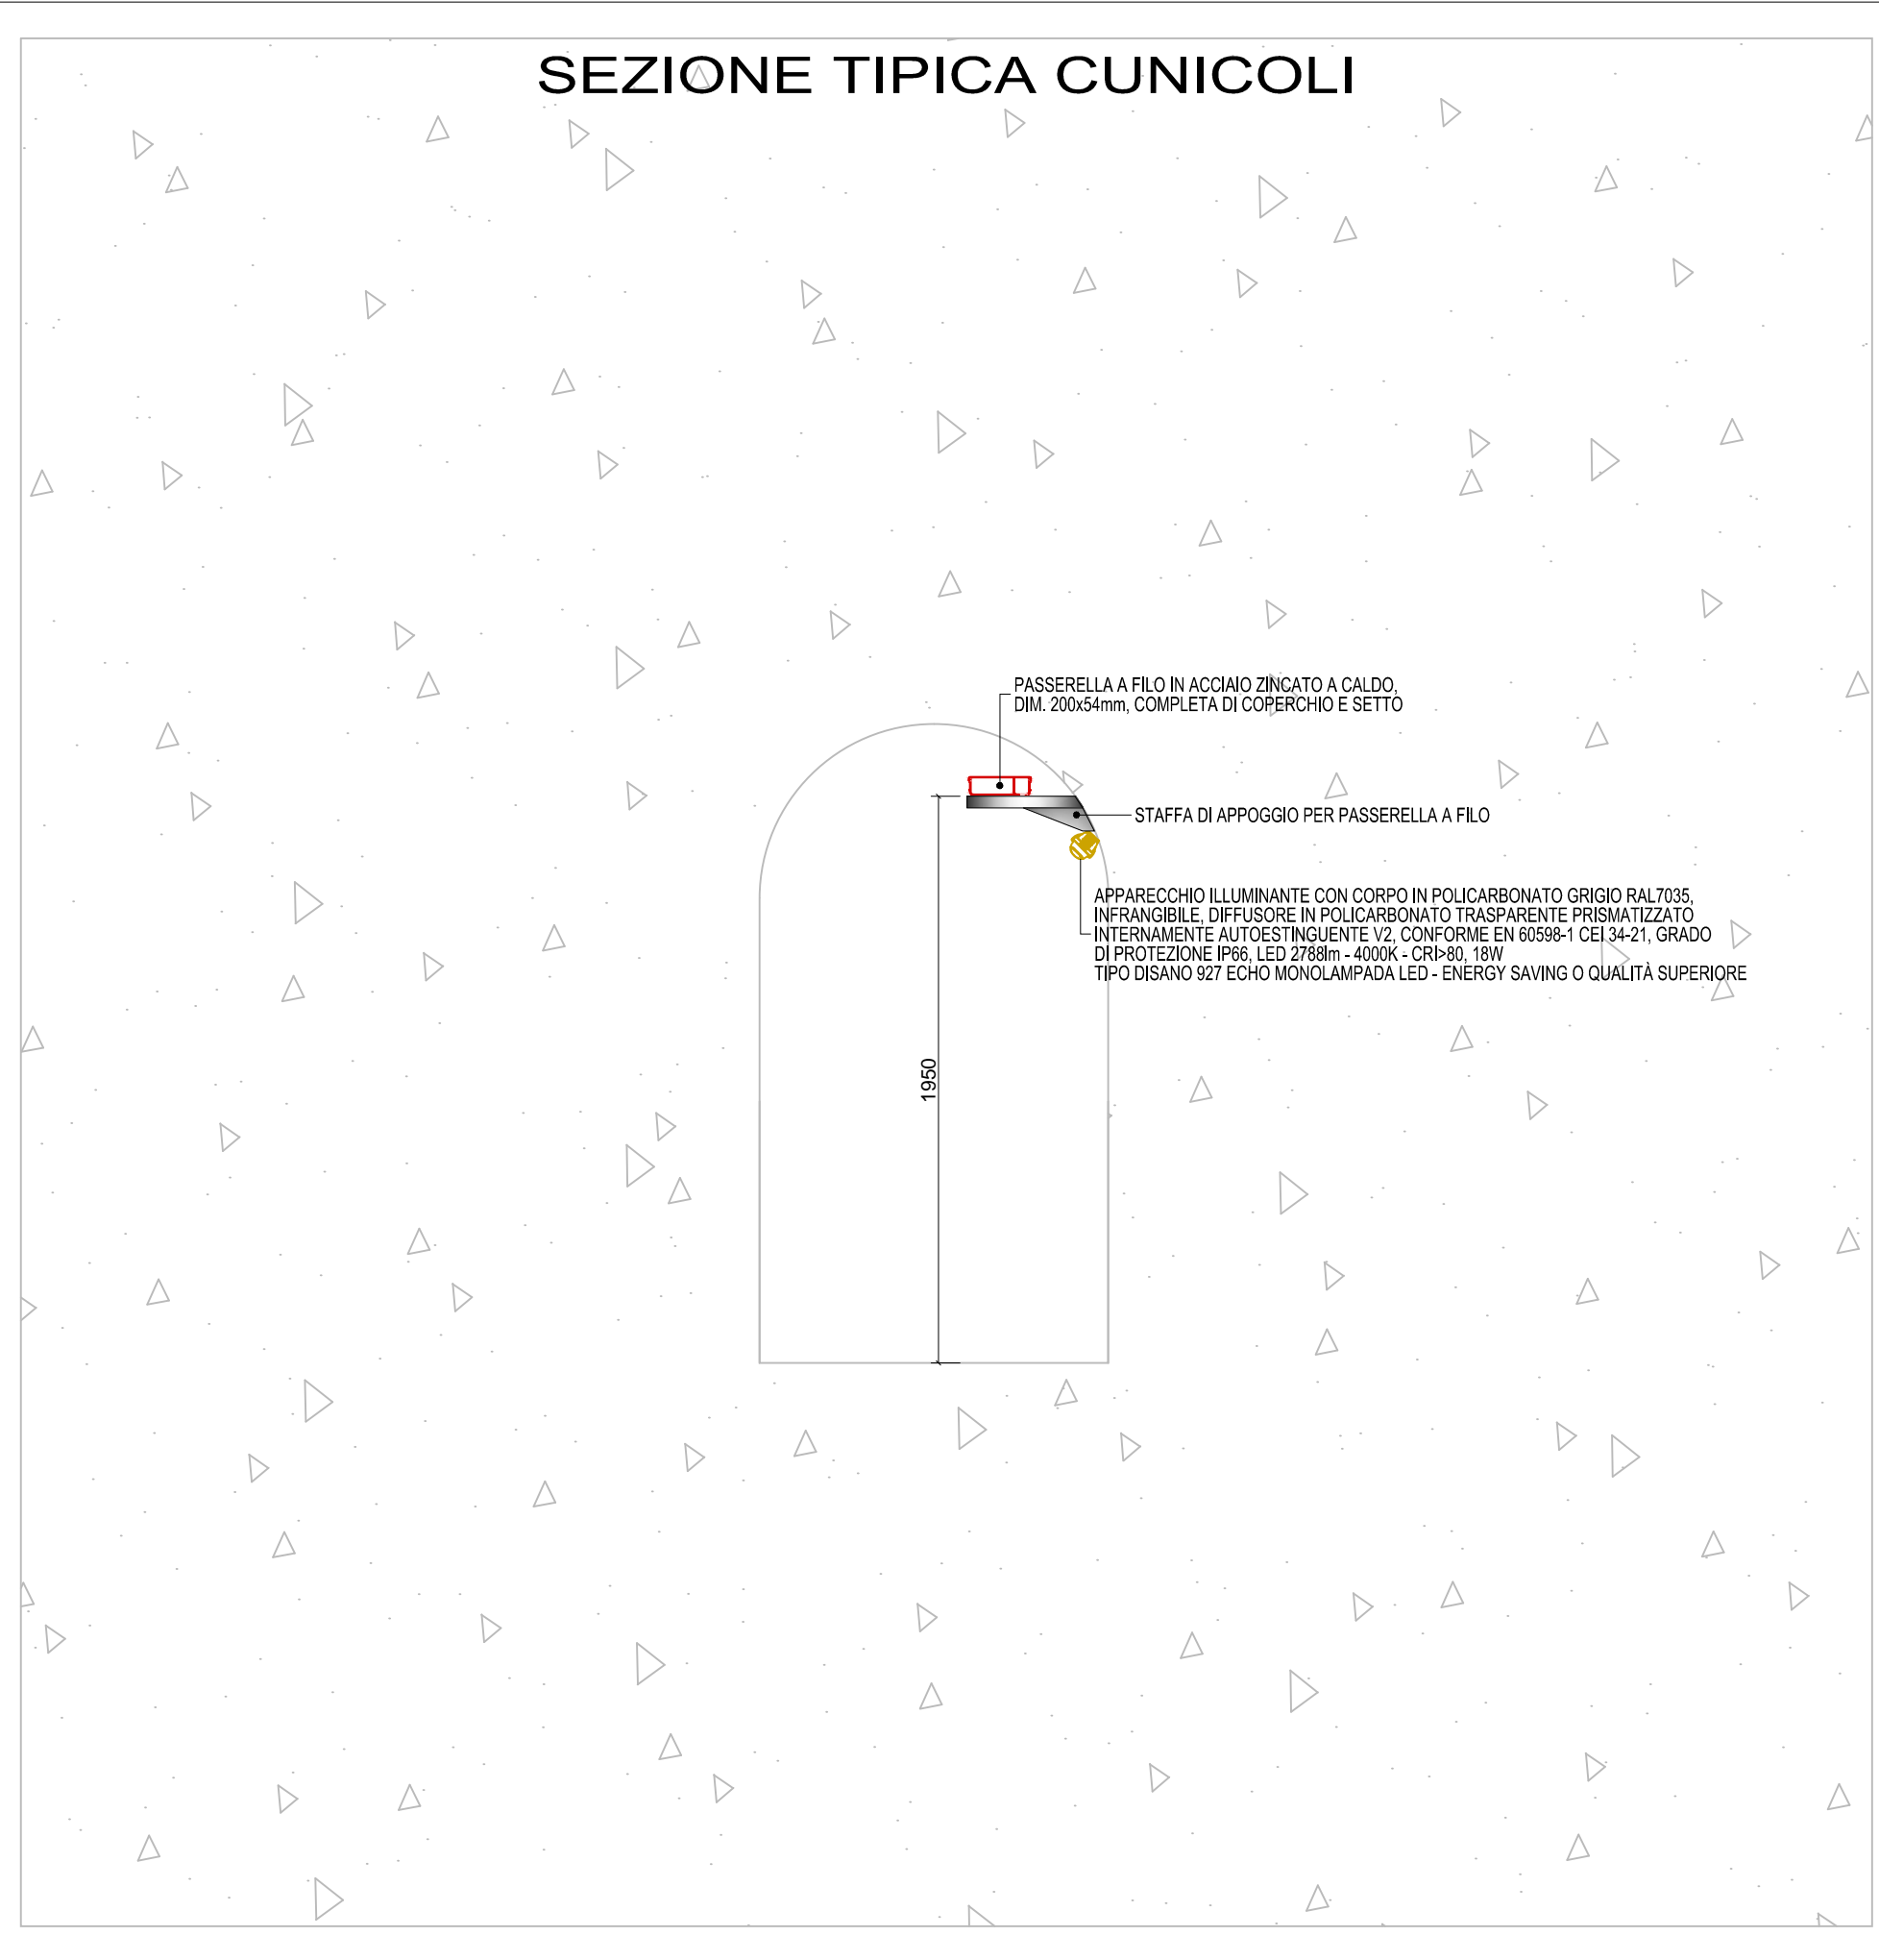 SEZIONE TIPICA CUNICOLI
PASSERELLA A FILO IN ACCIAIO ZINCATO A CALDO,
DIM. 200x54mm, COMPLETA DI COPERCHIO E SETTO
STAFFA DI APPOGGIO PER PASSERELLA A FILO
APPARECCHIO ILLUMINANTE CON CORPO IN POLICARBONATO GRIGIO RAL7035,
INFRANGIBILE, DIFFUSORE IN POLICARBONATO TRASPARENTE PRISMATIZZATO
INTERNAMENTE AUTOESTINGUENTE V2, CONFORME EN 60598-1 CEI 34-21, GRADO
DI PROTEZIONE IP66, LED 2788lm - 4000K - CRI>80, 18W
TIPO DISANO 927 ECHO MONOLAMPADA LED - ENERGY SAVING O QUALITÀ SUPERIORE
1950